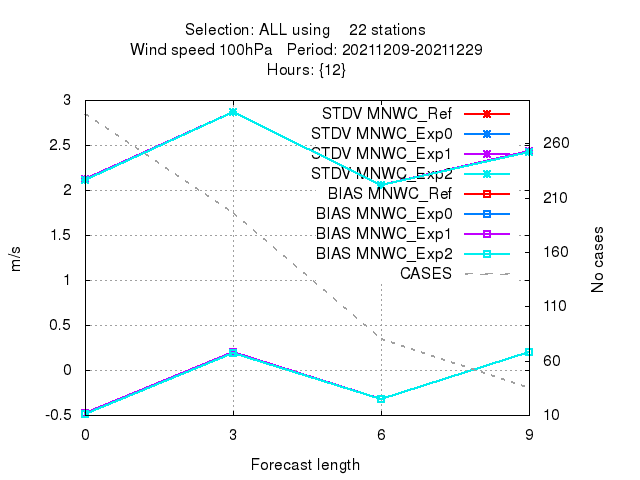 Selection: ALL using    22 stations
Wind speed 100hPa   Period: 20211209-20211229
Hours: {12}
3
2.5
2
1.5
1
0.5
0
-0.5
m/s
STDV MNWC_Ref
STDV MNWC_Exp0
STDV MNWC_Exp1
STDV MNWC_Exp2
BIAS MNWC_Ref
BIAS MNWC_Exp0
BIAS MNWC_Exp1
BIAS MNWC_Exp2
CASES
260
210
160
110
60
10
No cases
0 3 6 9
Forecast length